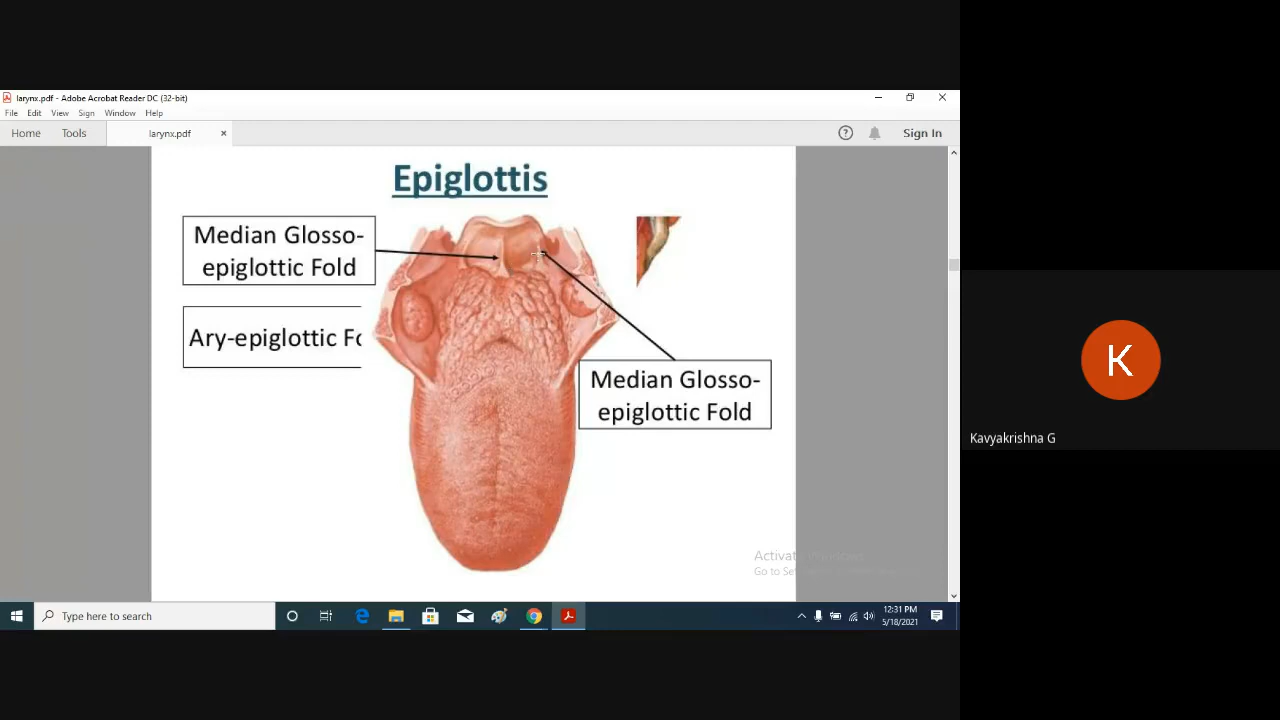 larynx.pdf - Adobe Acrobat Reader DC (32-bit)
File Edit View Sign Window Help
Home Tools larynx.pdf × ? Sign In
Epiglottis
Median Glosso-
epiglottic Fold
Ary-epiglottic
Median Glosso-
epiglottic Fold
K
Kavyakrishna G
Go to
Type here to search
12:31 PM
5/18/2021